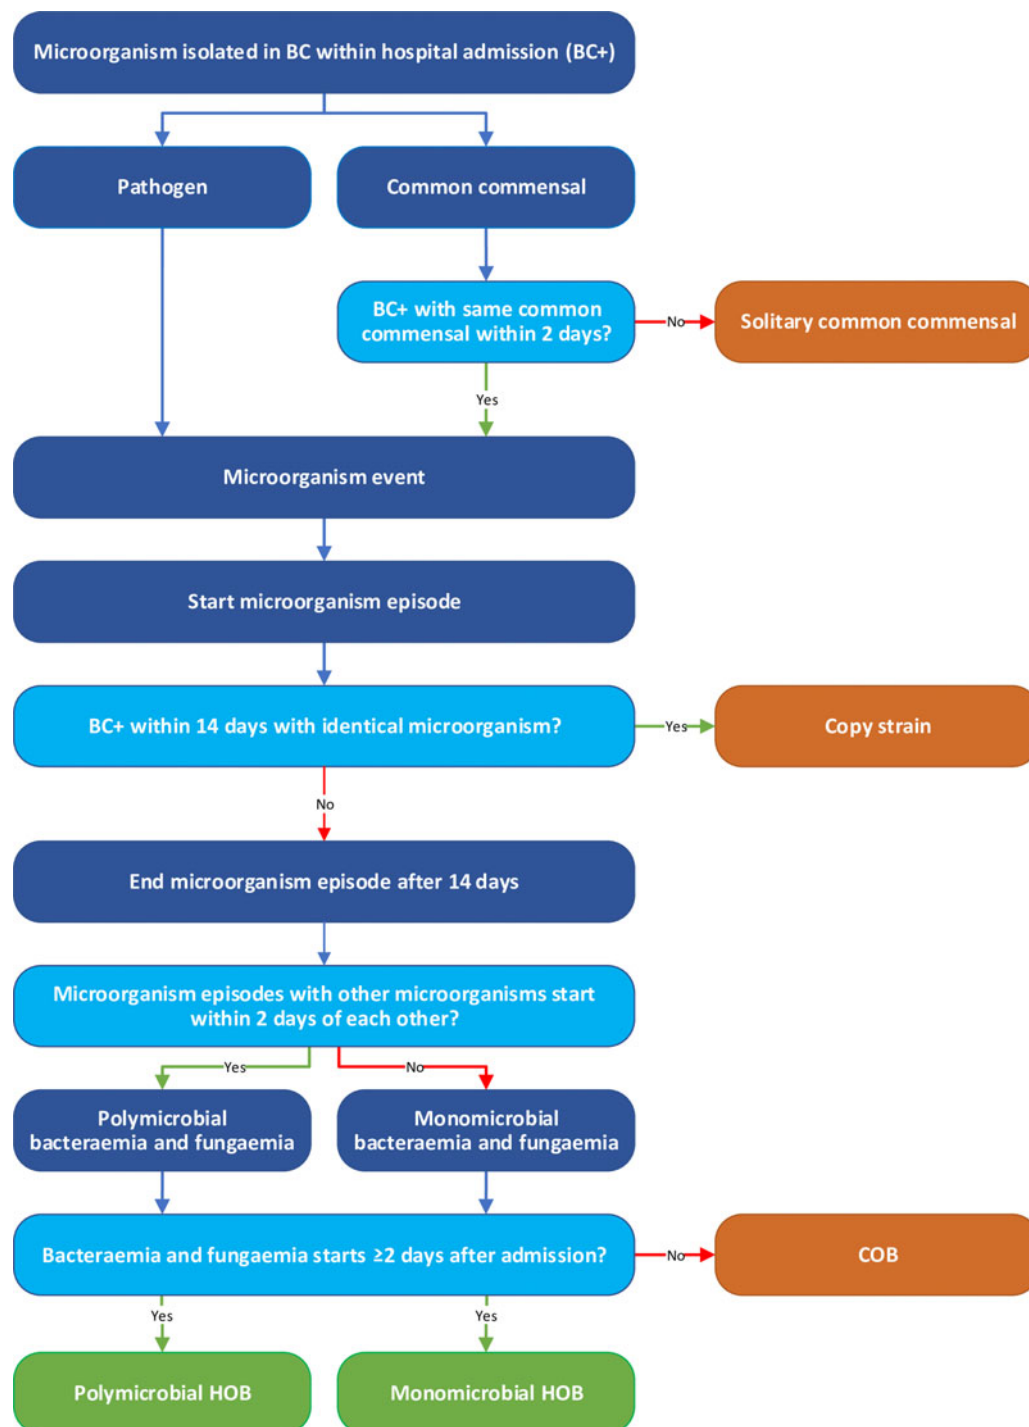 Microorganism isolated in BC within hospital admission (BC+)
Pathogen
Common commensal
BC+ with same common
commensal within 2 days?
No
Solitary common commensal
Yes
Microorganism event
Start microorganism episode
BC+ within 14 days with identical microorganism?
Yes
Copy strain
No
End microorganism episode after 14 days
Microorganism episodes with other microorganisms start
within 2 days of each other?
Yes
No
Polymicrobial
bacteraemia and fungaemia
Monomicrobial
bacteraemia and fungaemia
Bacteraemia and fungaemia starts ≥2 days after admission?
No
COB
Yes
Yes
Polymicrobial HOB
Monomicrobial HOB